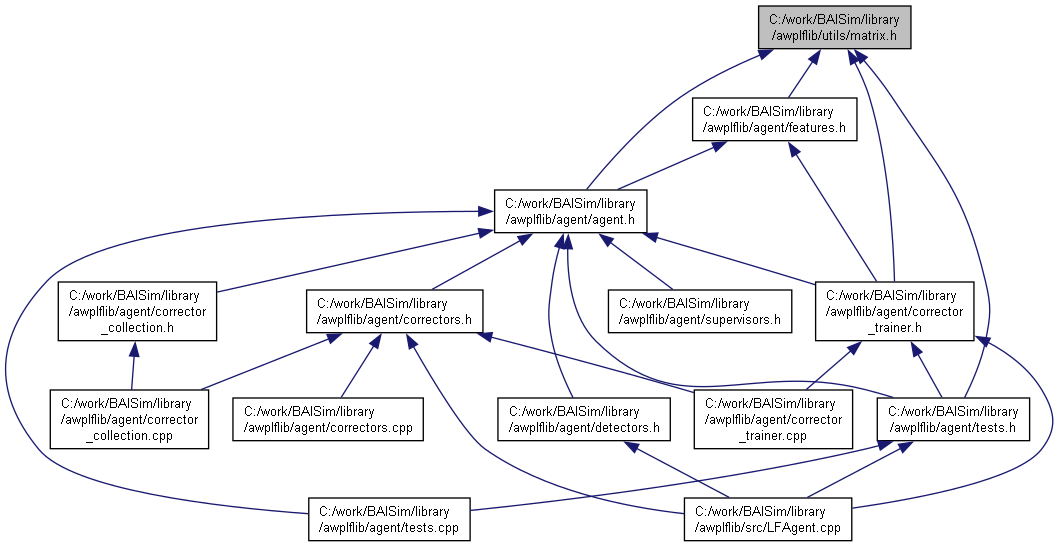 C:/work/BAISim/library
/awplflib/utils/matrix.h
C:/work/BAISim/library
/awplflib/agent/features.h
C:/work/BAISim/library
/awplflib/agent/agent.h
C:/work/BAISim/library
/awplflib/agent/corrector
_collection.h
C:/work/BAISim/library
/awplflib/agent/correctors.h
C:/work/BAISim/library
/awplflib/agent/supervisors.h
C:/work/BAISim/library
/awplflib/agent/corrector
_trainer.h
C:/work/BAISim/library
/awplflib/agent/corrector
_collection.cpp
C:/work/BAISim/library
/awplflib/agent/correctors.cpp
C:/work/BAISim/library
/awplflib/agent/detectors.h
C:/work/BAISim/library
/awplflib/agent/corrector
_trainer.cpp
C:/work/BAISim/library
/awplflib/agent/tests.h
C:/work/BAISim/library
/awplflib/agent/tests.cpp
C:/work/BAISim/library
/awplflib/src/LFAgent.cpp